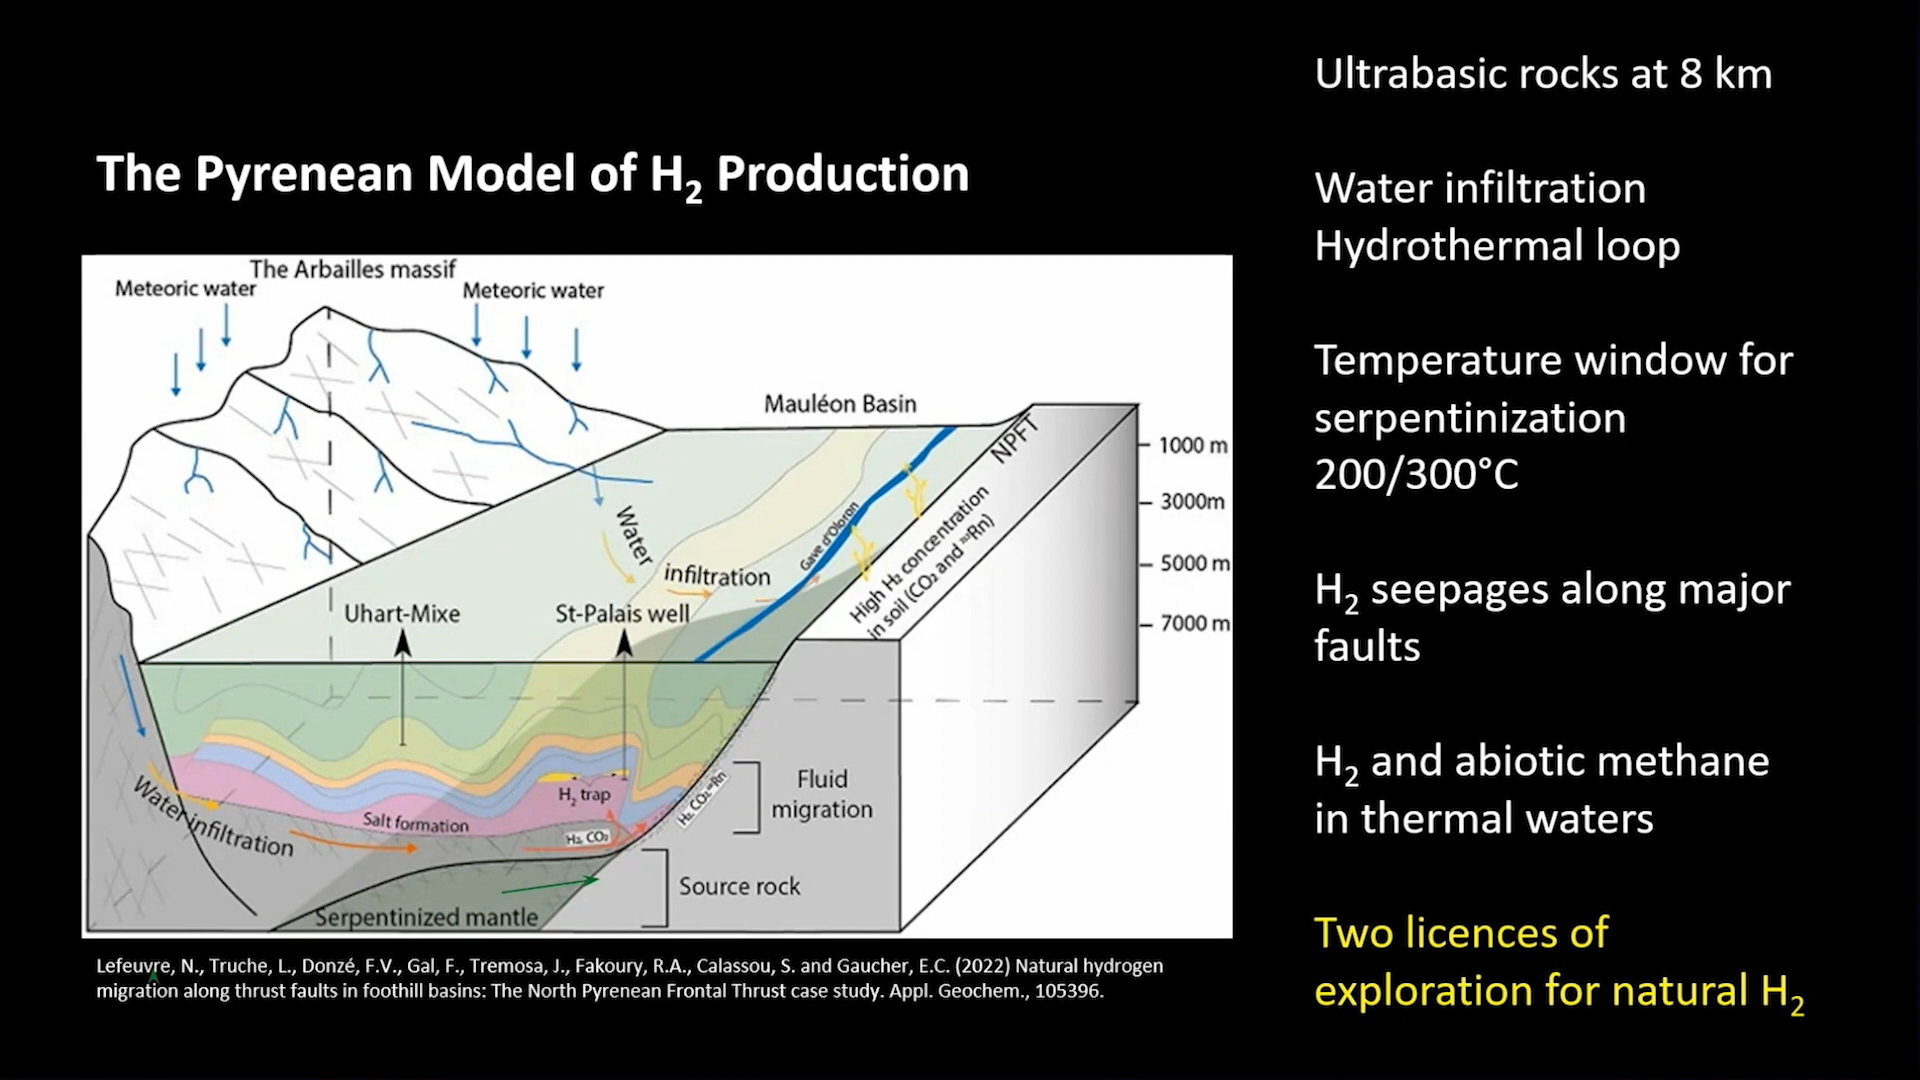 The Pyrenean Model of H₂ Production
The Arbailles massif
Meteoric water
Meteoric water
Mauléon Basin
NPFT
1000 m
3000m
5000 m
7000 m
Water
infiltration
Gave d'Oloron
High H₂ concentration
in soil (CO₂ and ²²²Rn)
Uhart-Mixe
St-Palais well
Water infiltration
Salt formation
H₂ trap
H₂, CO₂
H₂ CO₂ ²²²Rn
Fluid
migration
Source rock
Serpentinized mantle
Lefeuvre, N., Truche, L., Donzé, F.V., Gal, F., Tremosa, J., Fakoury, R.A., Calassou, S. and Gaucher, E.C. (2022) Natural hydrogen
migration along thrust faults in foothill basins: The North Pyrenean Frontal Thrust case study. Appl. Geochem., 105396.
Ultrabasic rocks at 8 km
Water infiltration
Hydrothermal loop
Temperature window for
serpentinization
200/300°C
H₂ seepages along major
faults
H₂ and abiotic methane
in thermal waters
Two licences of
exploration for natural H₂